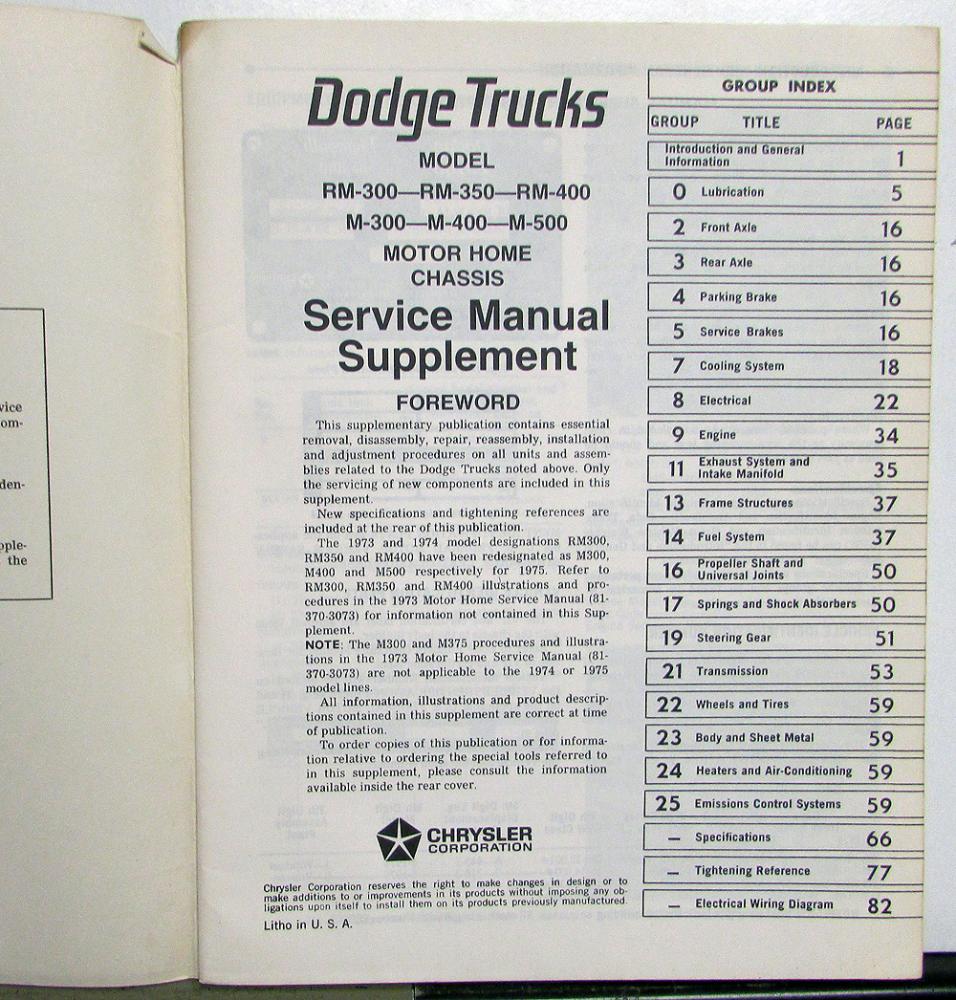 vice
om-
den-
pple-
the
Dodge Trucks
MODEL
RM-300—RM-350—RM-400
M-300—M-400—M-500
MOTOR HOME
CHASSIS
Service Manual
Supplement
FOREWORD
This supplementary publication contains essential
removal, disassembly, repair, reassembly, installation
and adjustment procedures on all units and assem-
blies related to the Dodge Trucks noted above. Only
the servicing of new components are included in this
supplement.
New specifications and tightening references are
included at the rear of this publication.
The 1973 and 1974 model designations RM300,
RM350 and RM400 have been redesignated as M300,
M400 and M500 respectively for 1975. Refer to
RM300, RM350 and RM400 illustrations and pro-
cedures in the 1973 Motor Home Service Manual (81-
370-3073) for information not contained in this Sup-
plement.
NOTE: The M300 and M375 procedures and illustra-
tions in the 1973 Motor Home Service Manual (81-
370-3073) are not applicable to the 1974 or 1975
model lines.
All information, illustrations and product descrip-
tions contained in this supplement are correct at time
of publication.
To order copies of this publication or for informa-
tion relative to ordering the special tools referred to
in this supplement, please consult the information
available inside the rear cover.
CHRYSLER
CORPORATION
Chrysler Corporation reserves the right to make changes in design or to
make additions to or improvements in its products without imposing any ob-
ligations upon itself to install them on its products previously manufactured.
Litho in U. S. A.
GROUP INDEX
GROUP TITLE PAGE
Introduction and General
Information 1
0 Lubrication 5
2 Front Axle 16
3 Rear Axle 16
4 Parking Brake 16
5 Service Brakes 16
7 Cooling System 18
8 Electrical 22
9 Engine 34
11 Exhaust System and
Intake Manifold 35
13 Frame Structures 37
14 Fuel System 37
16 Propeller Shaft and
Universal Joints 50
17 Springs and Shock Absorbers 50
19 Steering Gear 51
21 Transmission 53
22 Wheels and Tires 59
23 Body and Sheet Metal 59
24 Heaters and Air-Conditioning 59
25 Emissions Control Systems 59
— Specifications 66
— Tightening Reference 77
— Electrical Wiring Diagram 82